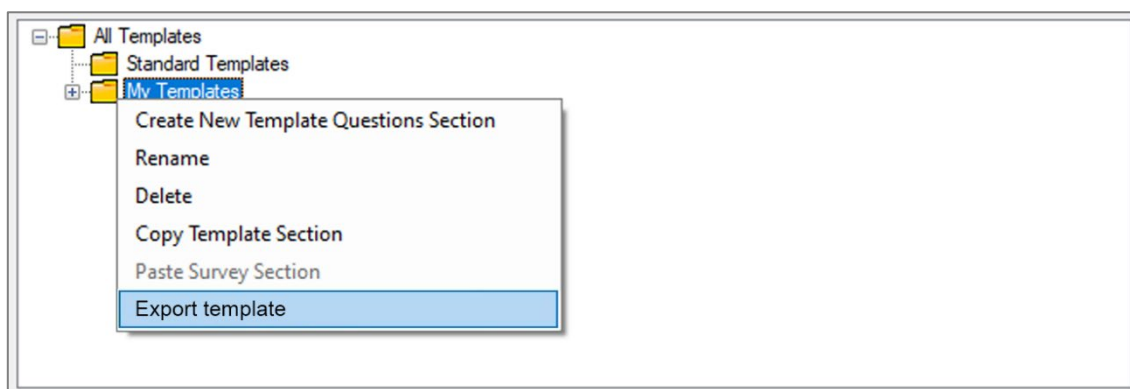 All Templates
Standard Templates
My Templates
Create New Template Questions Section
Rename
Delete
Copy Template Section
Paste Survey Section
Export template